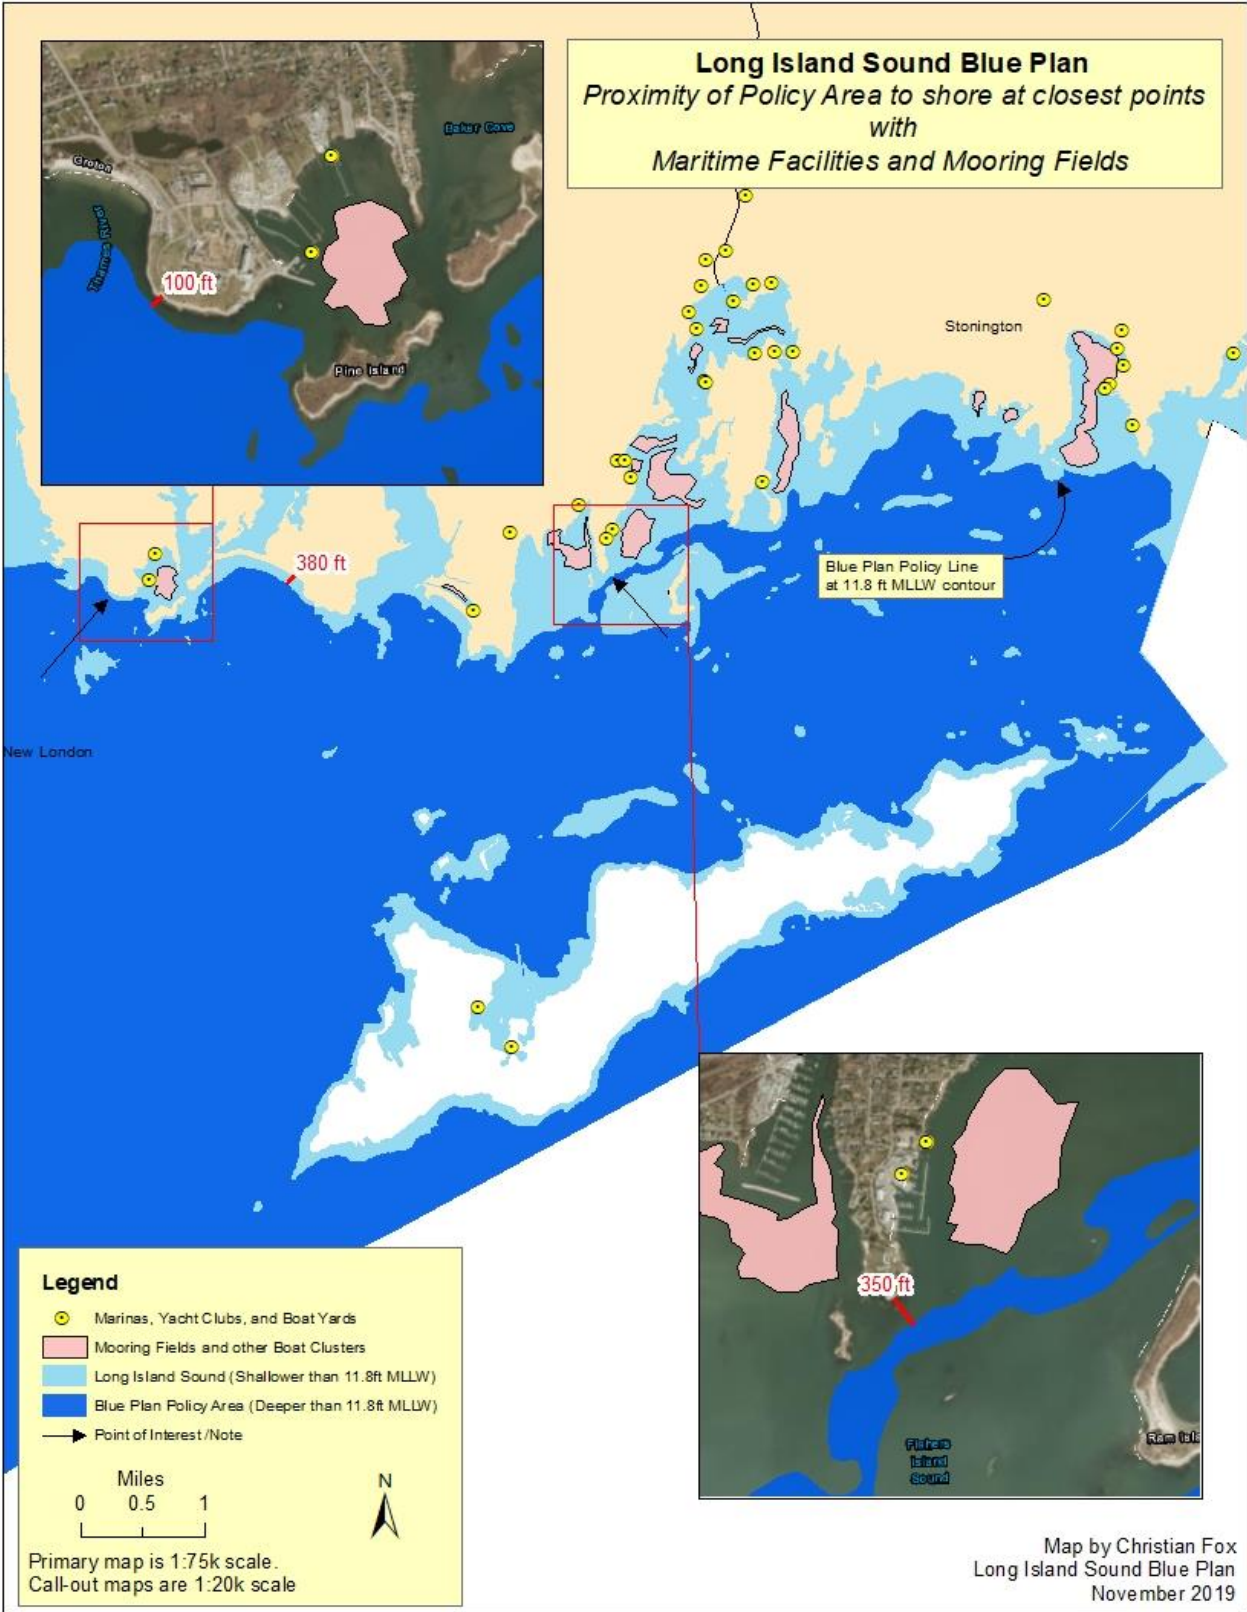 Long Island Sound Blue Plan
Proximity of Policy Area to shore at closest points
with
Maritime Facilities and Mooring Fields
Baker Cove
Groton
Thames River
100 ft
Pine Island
Stonington
380 ft
Blue Plan Policy Line
at 11.8 ft MLLW contour
New London
350 ft
Fishers
Island
Sound
Ram Isla
Legend
Marinas, Yacht Clubs, and Boat Yards
Mooring Fields and other Boat Clusters
Long Island Sound (Shallower than 11.8ft MLLW)
Blue Plan Policy Area (Deeper than 11.8ft MLLW)
Point of Interest /Note
Miles
0 0.5 1
N
Primary map is 1:75k scale.
Call-out maps are 1:20k scale
Map by Christian Fox
Long Island Sound Blue Plan
November 2019